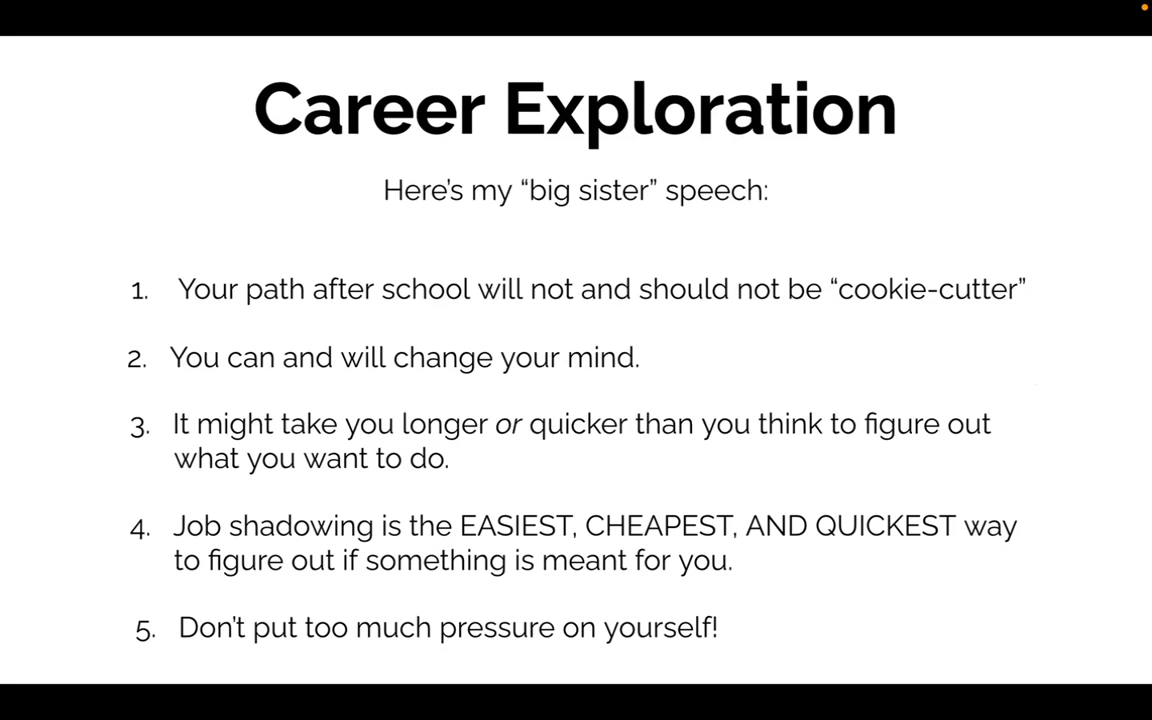 Career Exploration
Here's my “big sister” speech:
1. Your path after school will not and should not be “cookie-cutter”
2. You can and will change your mind.
3. It might take you longer or quicker than you think to figure out
what you want to do.
4. Job shadowing is the EASIEST, CHEAPEST, AND QUICKEST way
to figure out if something is meant for you.
5. Don't put too much pressure on yourself!